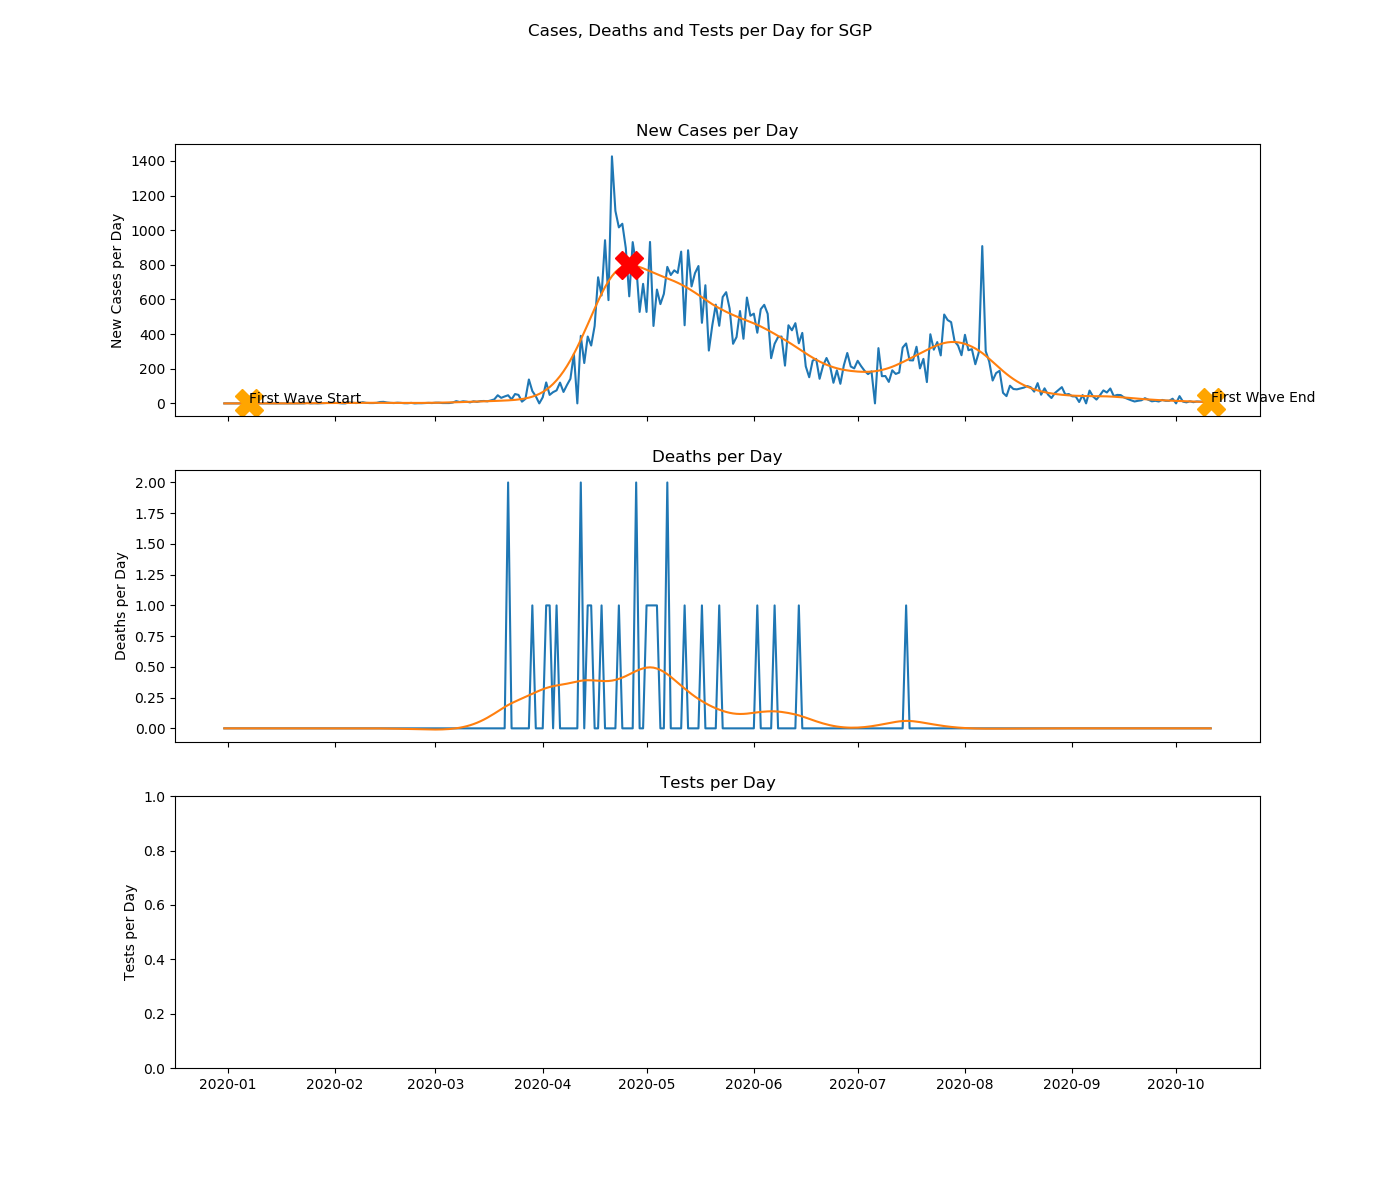 Cases, Deaths and Tests per Day for SGP
New Cases per Day
New Cases per Day
1400
1200
1000
800
600
400
200
0
First Wave Start
First Wave End
Deaths per Day
Deaths per Day
2.00
1.75
1.50
1.25
1.00
0.75
0.50
0.25
0.00
Tests per Day
Tests per Day
1.0
0.8
0.6
0.4
0.2
0.0
2020-01 2020-02 2020-03 2020-04 2020-05 2020-06 2020-07 2020-08 2020-09 2020-10